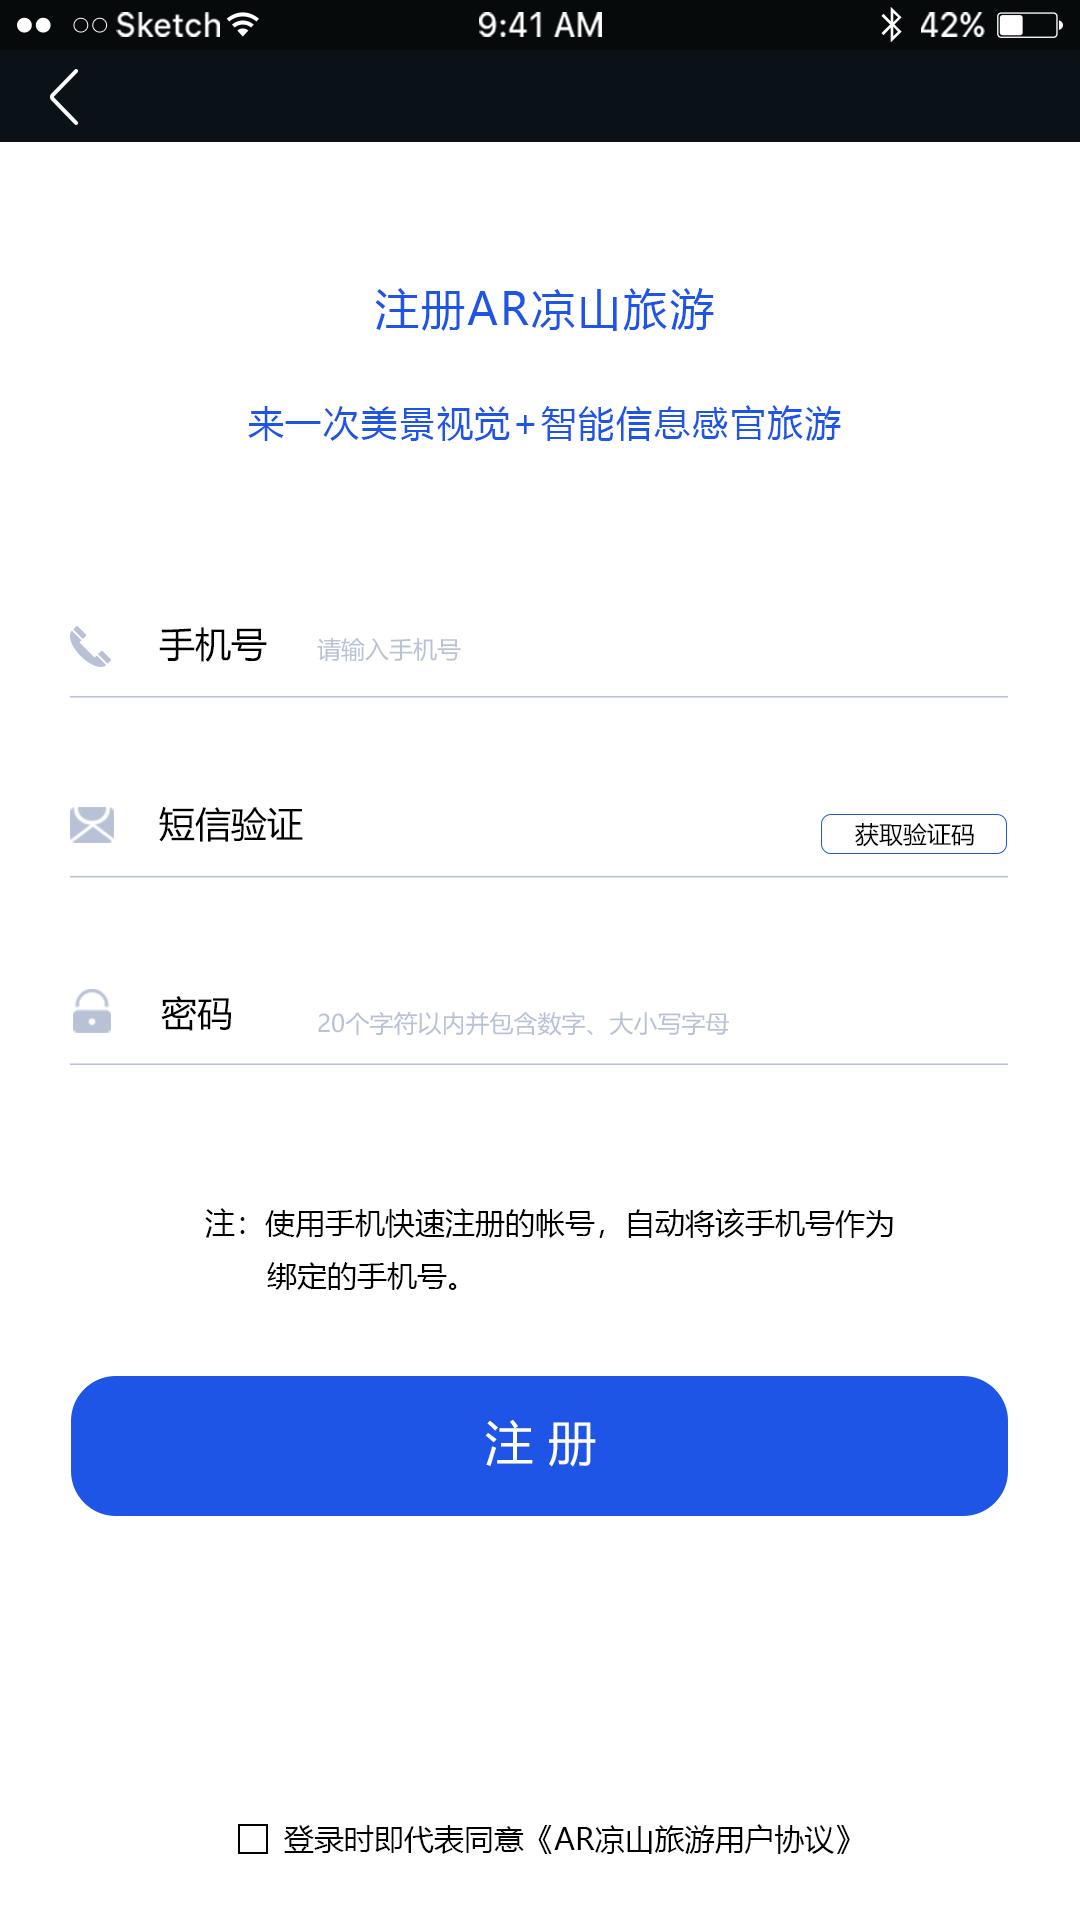 Sketch 9:41 AM 42%
注册AR凉山旅游
来一次美景视觉+智能信息感官旅游
手机号 请输入手机号
短信验证 获取验证码
密码 20个字符以内并包含数字、大小写字母
注：使用手机快速注册的帐号，自动将该手机号作为
绑定的手机号。
注 册
登录时即代表同意《AR凉山旅游用户协议》